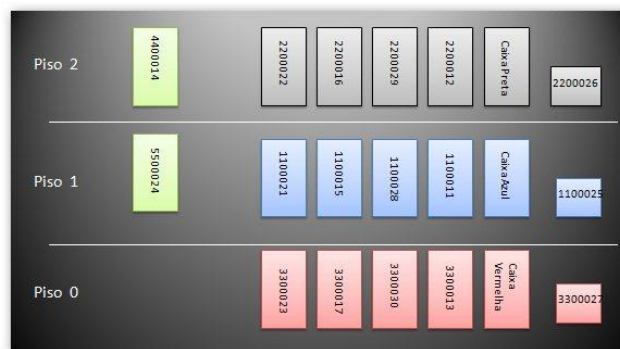 Piso 2
4400014
2200022
2200016
2200029
2200012
Caixa Preta
2200026
Piso 1
5500024
1100021
1100015
1100028
1100011
Caixa Azul
1100025
Piso 0
3300023
3300017
3300030
3300013
Caixa
Vermelha
3300027